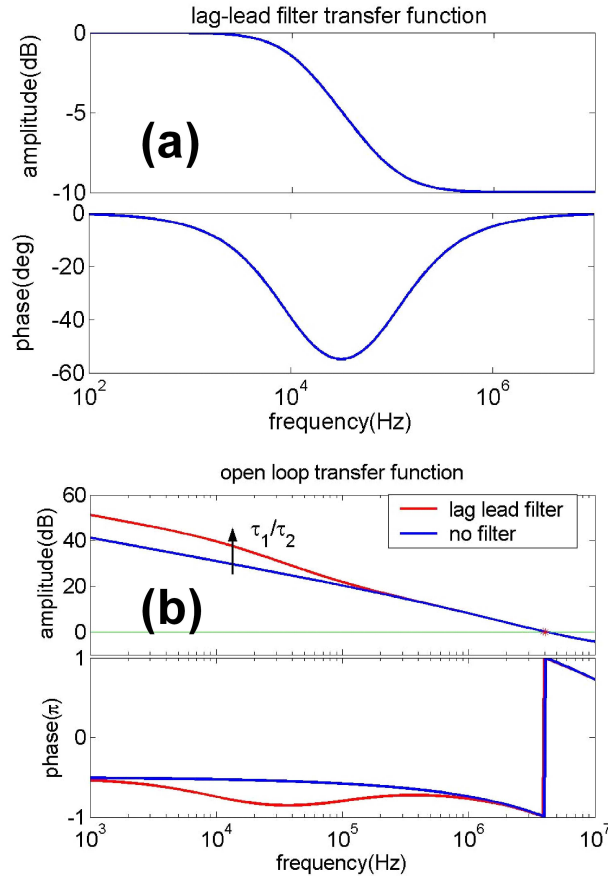 lag-lead filter transfer function
0
-5
-10
amplitude(dB)
(a)
0
-20
-40
-60
phase(deg)
10^2
10^4
10^6
frequency(Hz)
open loop transfer function
60
40
20
0
amplitude(dB)
τ1/τ2
lag lead filter
no filter
(b)
1
0
-1
phase(π)
10^3
10^4
10^5
10^6
10^7
frequency(Hz)